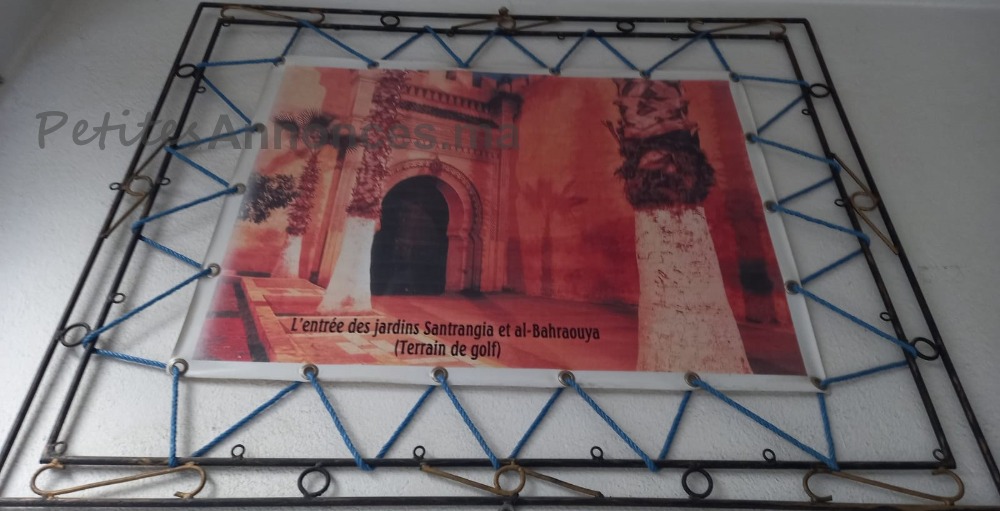 PetitesAnnonces.ma
L'entrée des jardins Santrangia et al-Bahraouya
(Terrain de golf)